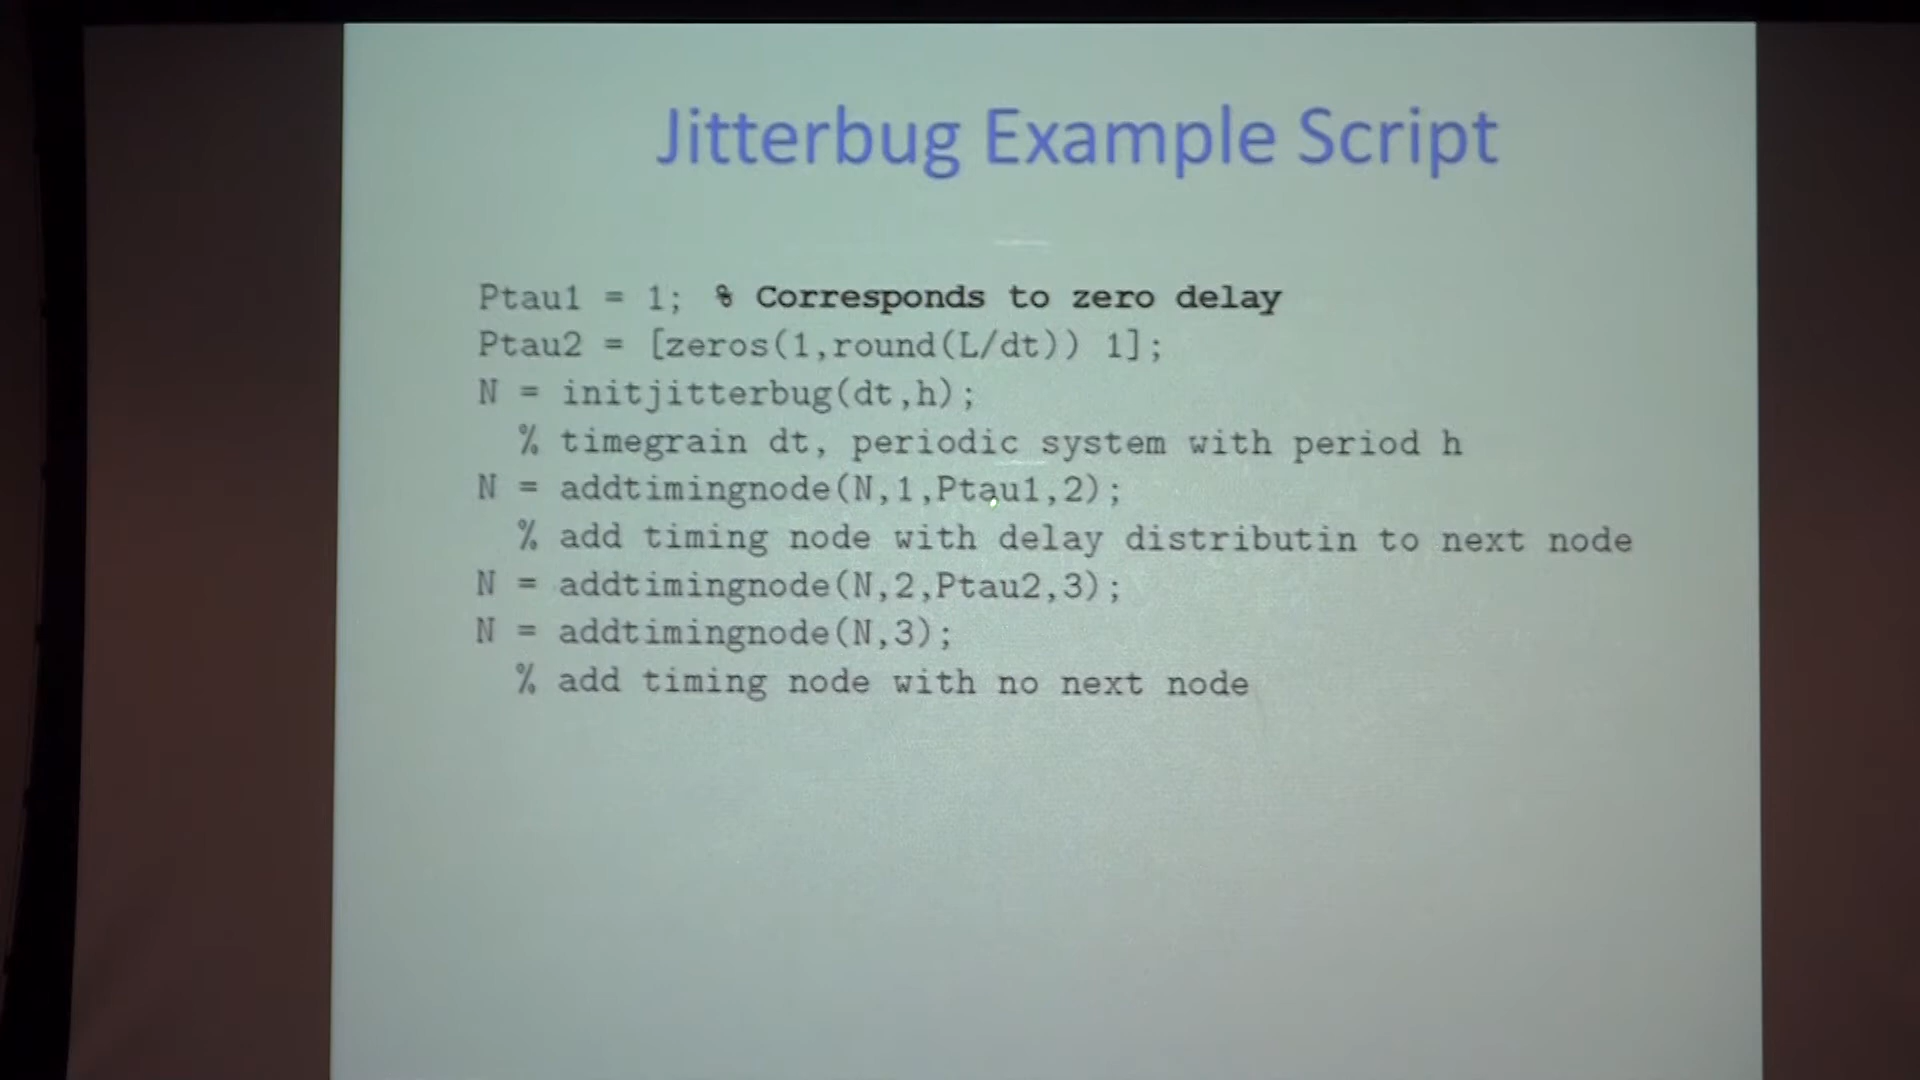 Jitterbug Example Script
Ptau1 = 1; % Corresponds to zero delay
Ptau2 = [zeros(1,round(L/dt)) 1];
N = initjitterbug(dt,h);
% timegrain dt, periodic system with period h
N = addtimingnode(N,1,Ptau1,2);
% add timing node with delay distributin to next node
N = addtimingnode(N,2,Ptau2,3);
N = addtimingnode(N,3);
% add timing node with no next node